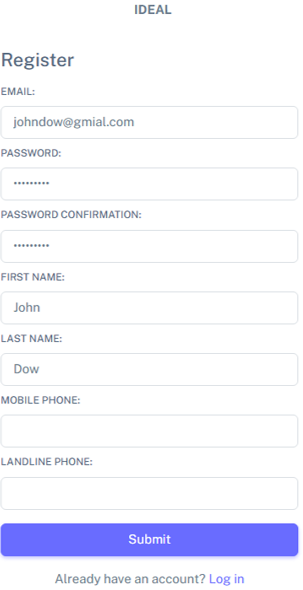 IDEAL
Register
EMAIL:
johndow@gmial.com
PASSWORD:
•••••••••
PASSWORD CONFIRMATION:
•••••••••
FIRST NAME:
John
LAST NAME:
Dow
MOBILE PHONE:
LANDLINE PHONE:
Submit
Already have an account? Log in